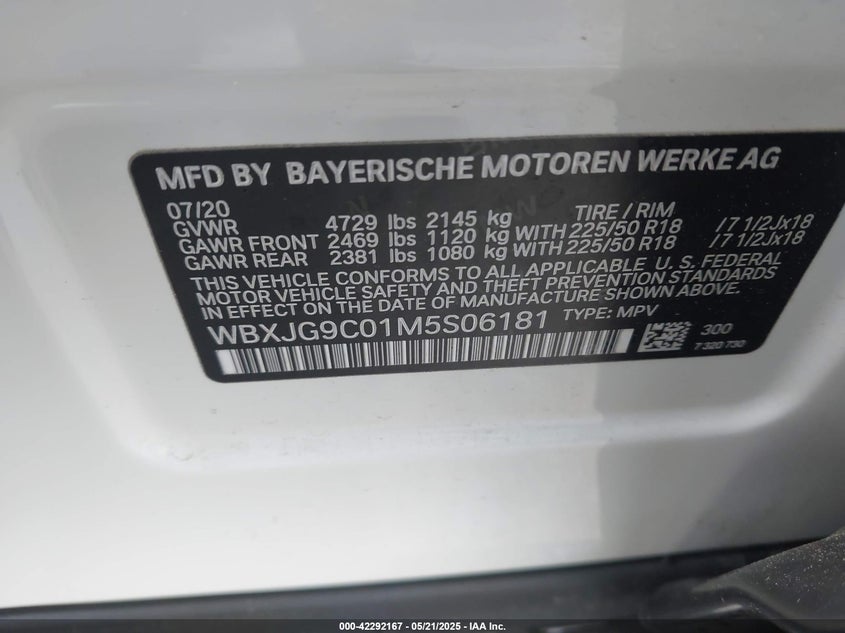 MFD BY BAYERISCHE MOTOREN WERKE AG
07/20 TIRE / RIM
GVWR 4729 lbs 2145 kg
GAWR FRONT 2469 lbs 1120 kg WITH 225/50 R18 / 7 1/2Jx18
GAWR REAR 2381 lbs 1080 kg WITH 225/50 R18 / 7 1/2Jx18
THIS VEHICLE CONFORMS TO ALL APPLICABLE U. S. FEDERAL
MOTOR VEHICLE SAFETY AND THEFT PREVENTION STANDARDS
IN EFFECT ON THE DATE OF MANUFACTURE SHOWN ABOVE.
WBXJG9C01M5S06181 TYPE: MPV
300
7 320 730
000-42292167 - 05/21/2025 - IAA Inc.